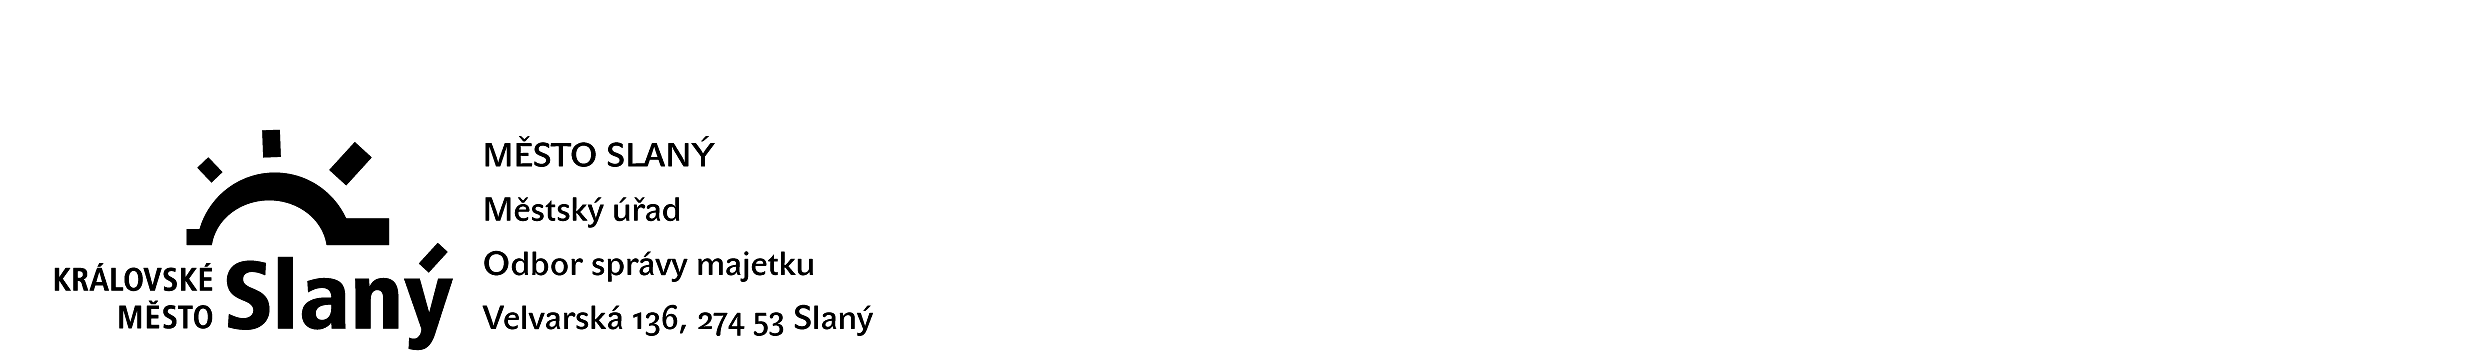 KRÁLOVSKÉ
MĚSTO
Slaný
MĚSTO SLANÝ
Městský úřad
Odbor správy majetku
Velvarská 136, 274 53 Slaný